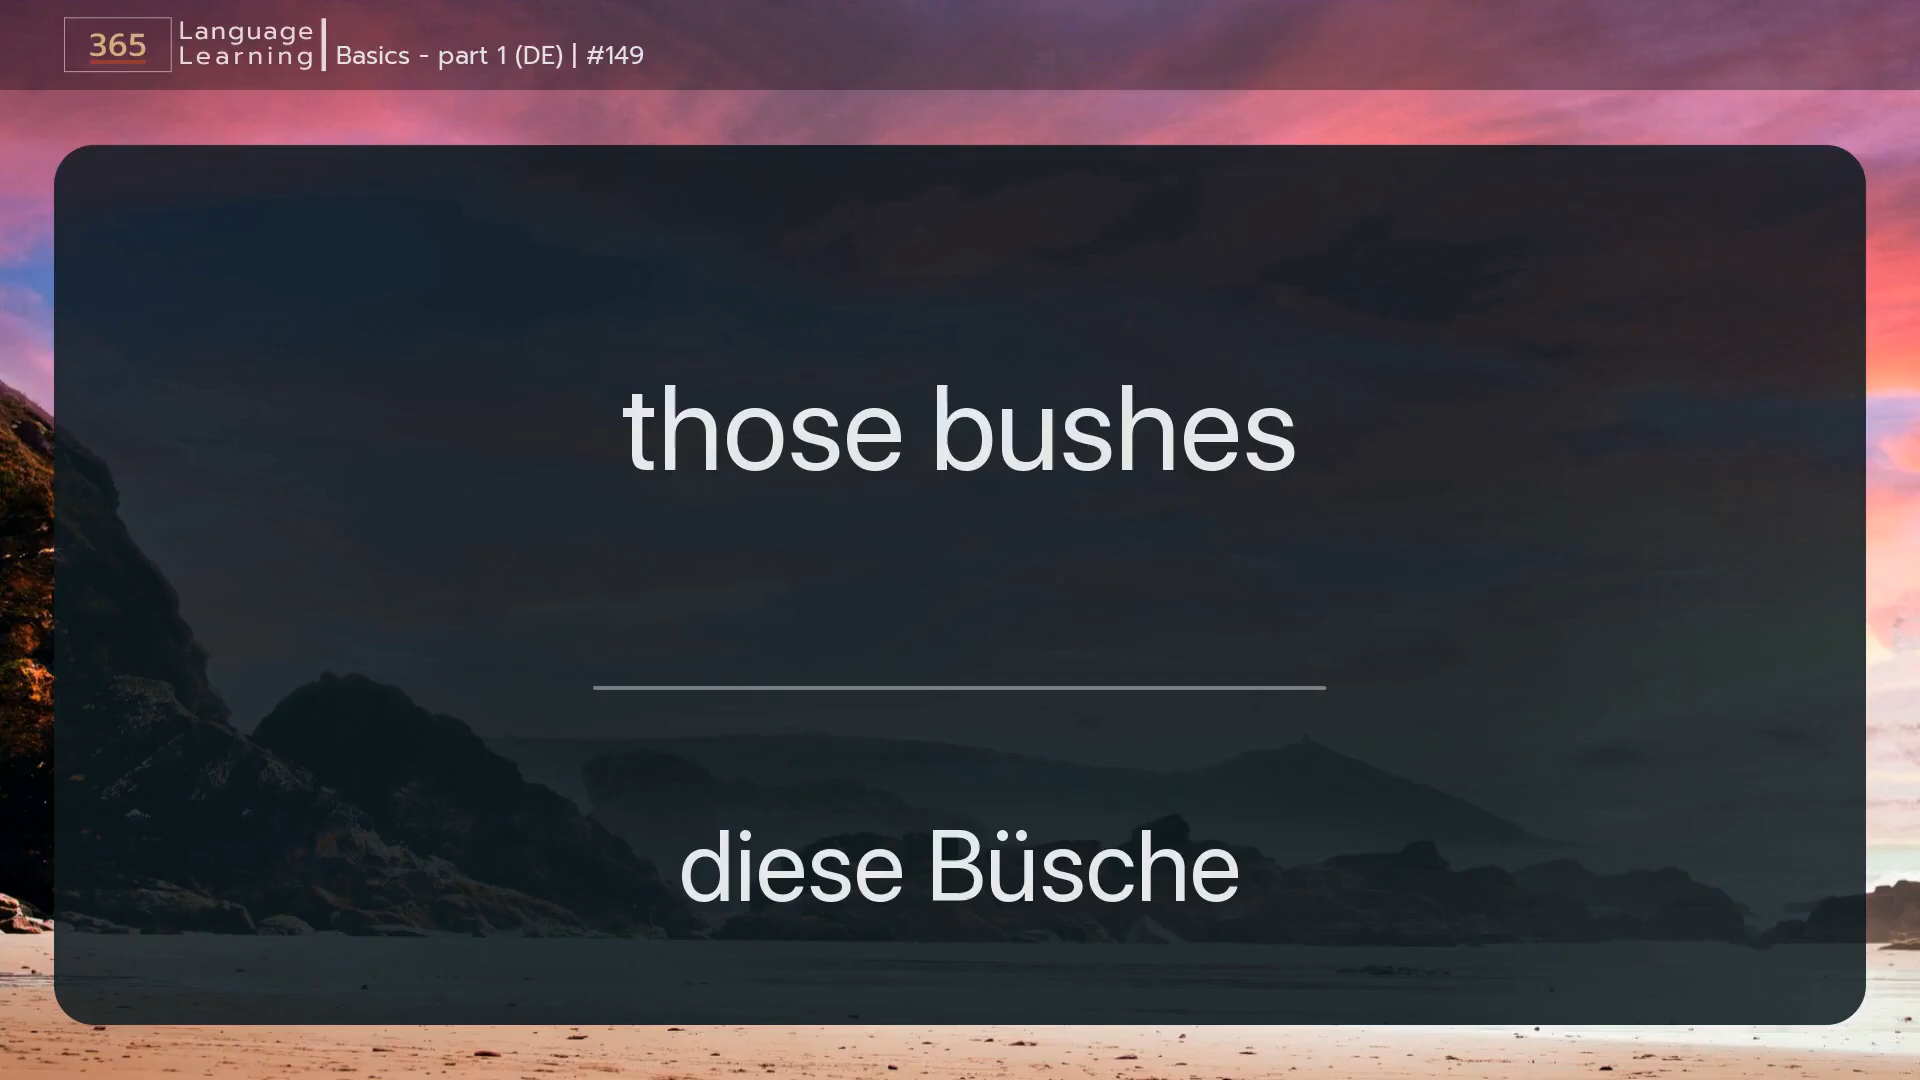 365 Language Learning | Basics - part 1 (DE) | #149
those bushes
diese Büsche